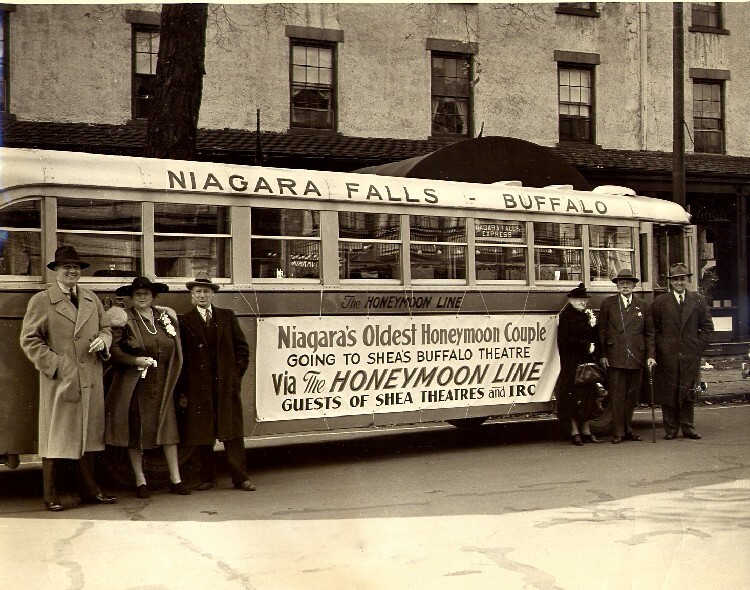 NIAGARA FALLS - BUFFALO
NIAGARA FALLS
EXPRESS
The HONEYMOON LINE
Niagara's Oldest Honeymoon Couple
GOING TO SHEA'S BUFFALO THEATRE
Via The HONEYMOON LINE
GUESTS OF SHEA THEATRES and IRC